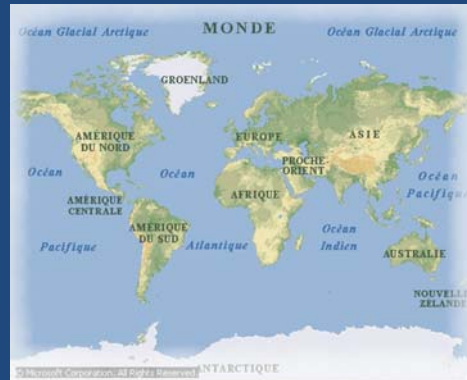 MONDE
Océan Glacial Arctique
Océan Glacial Arctique
GROENLAND
AMÉRIQUE
DU NORD
EUROPE
ASIE
PROCHE-
ORIENT
Océan
Océan
Océan
Pacifique
AMÉRIQUE
CENTRALE
AFRIQUE
AMÉRIQUE
DU SUD
Pacifique
Atlantique
Océan
Indien
AUSTRALIE
NOUVELLE
ZÉLANDE
ANTARCTIQUE
© Microsoft Corporation. All Rights Reserved.